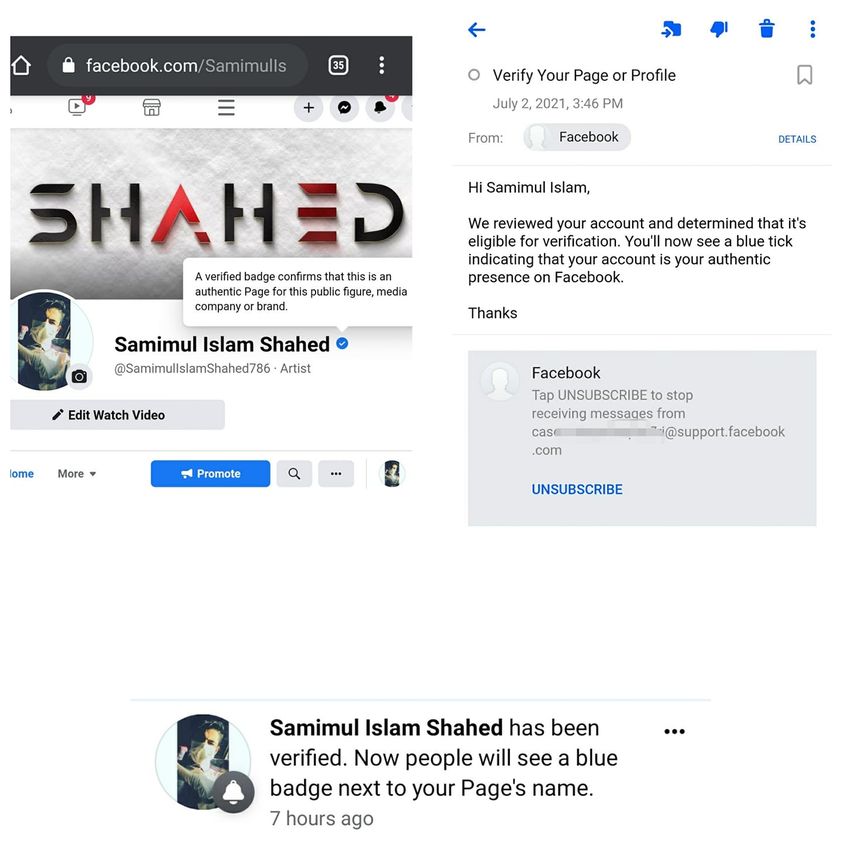 facebook.com/Samimulls
35
9
SHAHED
A verified badge confirms that this is an
authentic Page for this public figure, media
company or brand.
Samimul Islam Shahed
@SamimulIslamShahed786 · Artist
Edit Watch Video
Home
More
Promote
Verify Your Page or Profile
July 2, 2021, 3:46 PM
From: Facebook
DETAILS
Hi Samimul Islam,
We reviewed your account and determined that it's
eligible for verification. You'll now see a blue tick
indicating that your account is your authentic
presence on Facebook.
Thanks
Facebook
Tap UNSUBSCRIBE to stop
receiving messages from
@support.facebook
.com
UNSUBSCRIBE
Samimul Islam Shahed has been
verified. Now people will see a blue
badge next to your Page's name.
7 hours ago